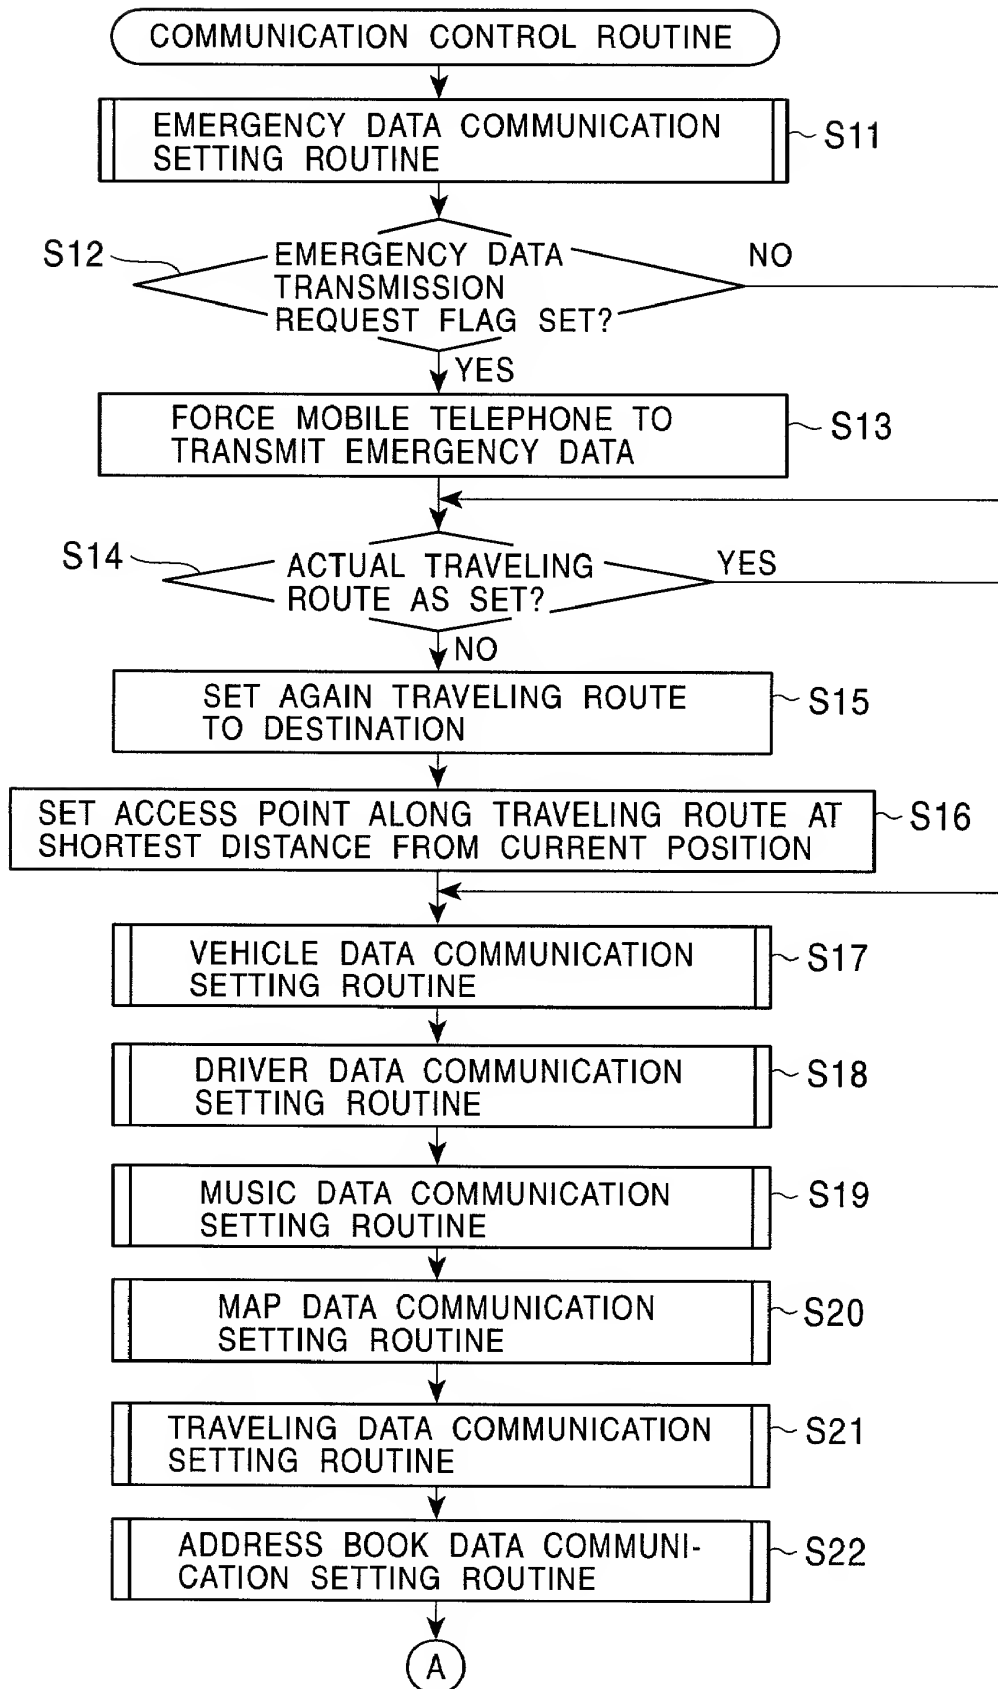 COMMUNICATION CONTROL ROUTINE
EMERGENCY DATA COMMUNICATION
SETTING ROUTINE
S11
S12
EMERGENCY DATA
TRANSMISSION
REQUEST FLAG SET?
NO
YES
FORCE MOBILE TELEPHONE TO
TRANSMIT EMERGENCY DATA
S13
S14
ACTUAL TRAVELING
ROUTE AS SET?
YES
NO
SET AGAIN TRAVELING ROUTE
TO DESTINATION
S15
SET ACCESS POINT ALONG TRAVELING ROUTE AT
SHORTEST DISTANCE FROM CURRENT POSITION
S16
VEHICLE DATA COMMUNICATION
SETTING ROUTINE
S17
DRIVER DATA COMMUNICATION
SETTING ROUTINE
S18
MUSIC DATA COMMUNICATION
SETTING ROUTINE
S19
MAP DATA COMMUNICATION
SETTING ROUTINE
S20
TRAVELING DATA COMMUNICATION
SETTING ROUTINE
S21
ADDRESS BOOK DATA COMMUNI-
CATION SETTING ROUTINE
S22
A